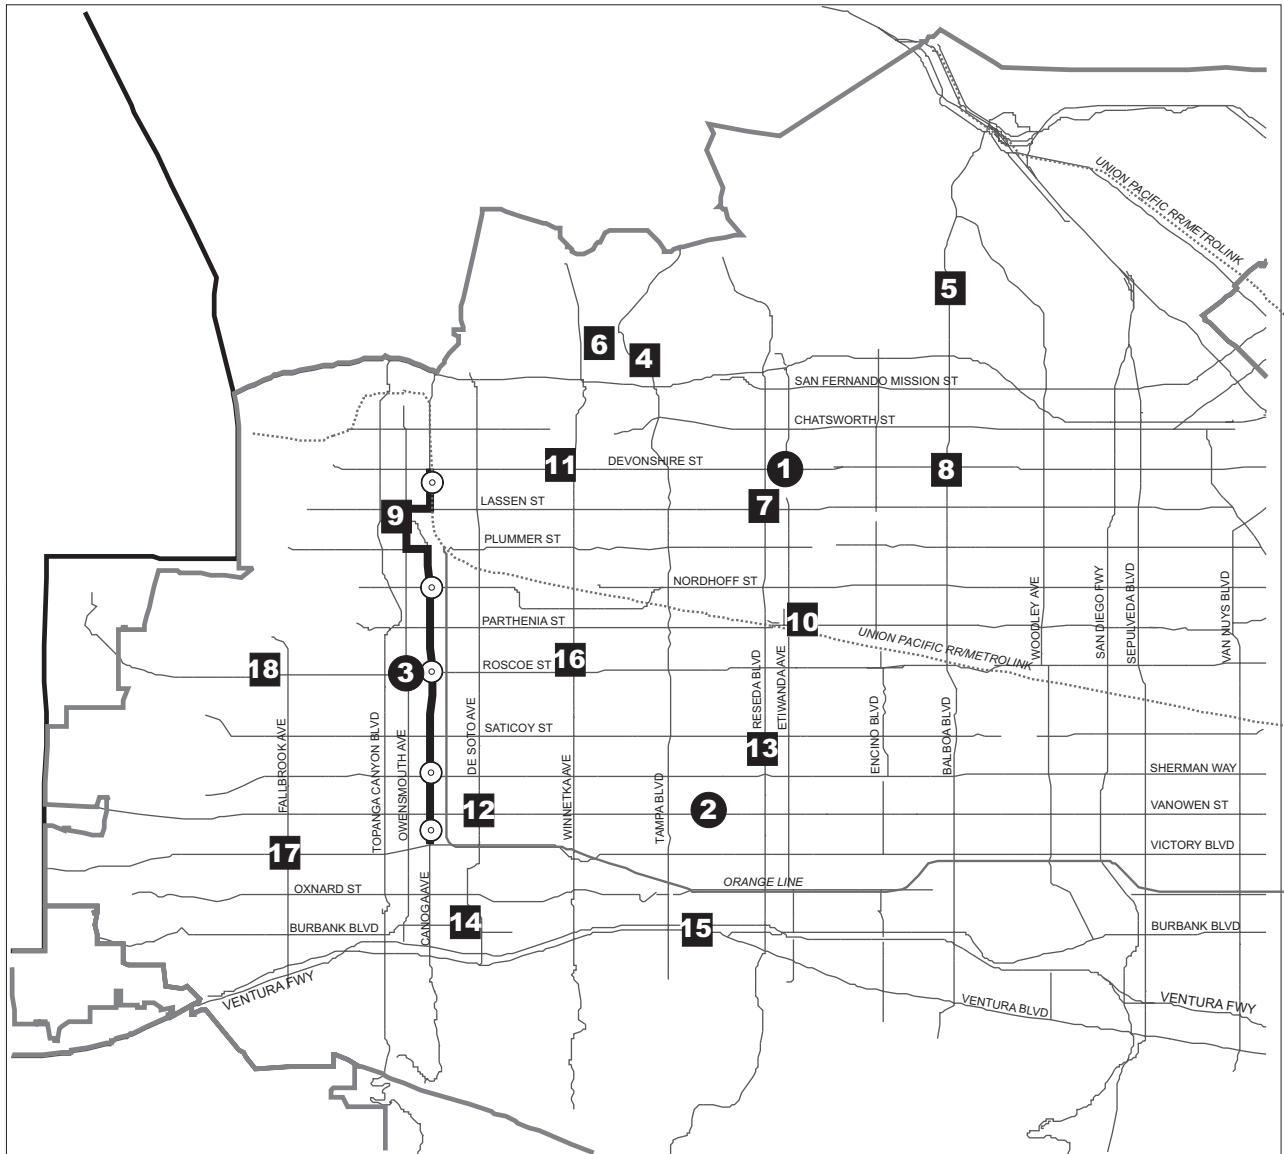 UNION PACIFIC RR/METROLINK
5
6
4
SAN FERNANDO MISSION ST
CHATSWORTH ST
11
DEVONSHIRE ST
1
8
LASSEN ST
7
9
PLUMMER ST
NORDHOFF ST
WOODLEY AVE
SAN DIEGO FWY
SEPULVEDA BLVD
VAN NUYS BLVD
PARTHENIA ST
10
UNION PACIFIC RR/METROLINK
18
3
ROSCOE ST
16
RESEDA BLVD
ETIWANDA AVE
FALLBROOK AVE
TOPANGA CANYON BLVD
OWENSMOUTH AVE
DE SOTO AVE
SATICOY ST
13
ENCINO BLVD
BALBOA BLVD
WINNETKA AVE
TAMPA BLVD
SHERMAN WAY
12
2
VANOWEN ST
17
VICTORY BLVD
OXNARD ST
CANOGA AVE
ORANGE LINE
BURBANK BLVD
14
15
BURBANK BLVD
VENTURA FWY
VENTURA BLVD
VENTURA FWY